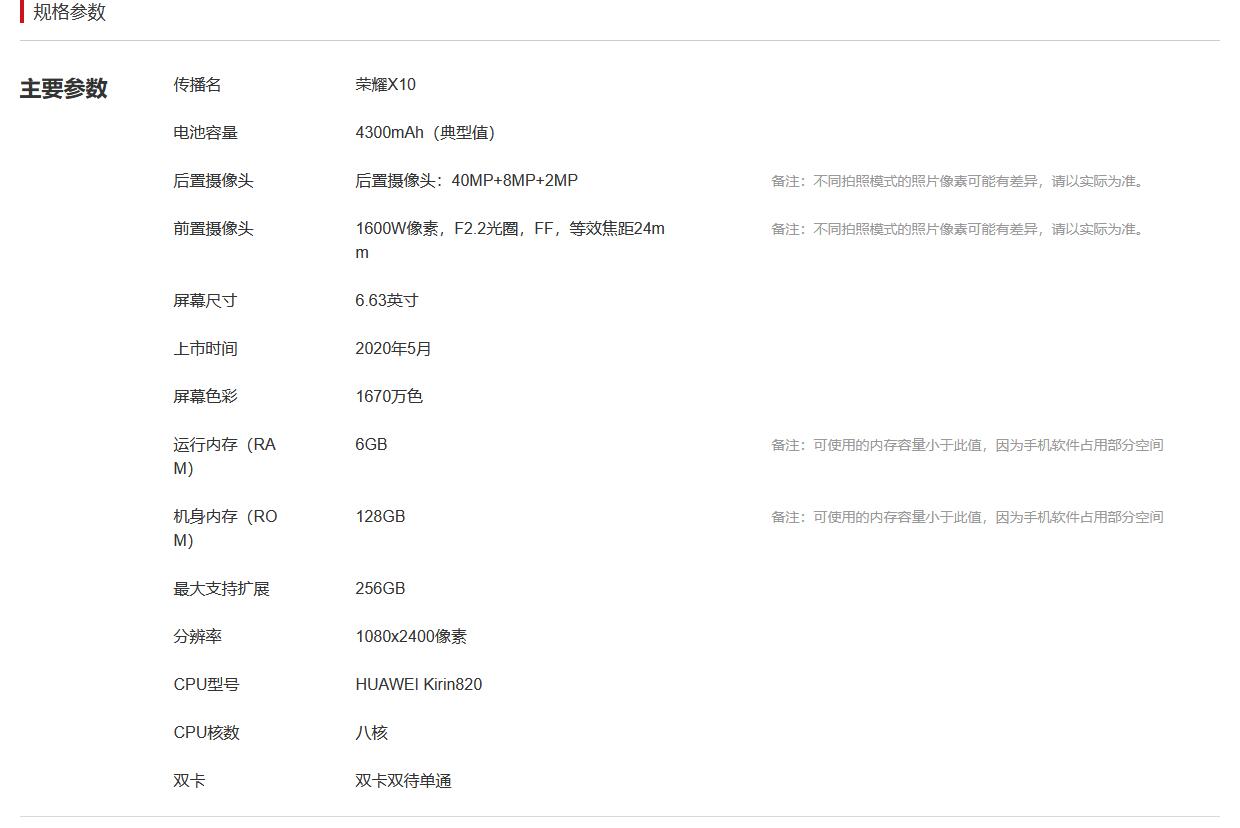 规格参数
主要参数
传播名 荣耀X10
电池容量 4300mAh（典型值）
后置摄像头 后置摄像头：40MP+8MP+2MP 备注：不同拍照模式的照片像素可能有差异，请以实际为准。
前置摄像头 1600W像素，F2.2光圈，FF，等效焦距24m 备注：不同拍照模式的照片像素可能有差异，请以实际为准。
m
屏幕尺寸 6.63英寸
上市时间 2020年5月
屏幕色彩 1670万色
运行内存（RA 6GB 备注：可使用的内存容量小于此值，因为手机软件占用部分空间
M）
机身内存（RO 128GB 备注：可使用的内存容量小于此值，因为手机软件占用部分空间
M）
最大支持扩展 256GB
分辨率 1080x2400像素
CPU型号 HUAWEI Kirin820
CPU核数 八核
双卡 双卡双待单通